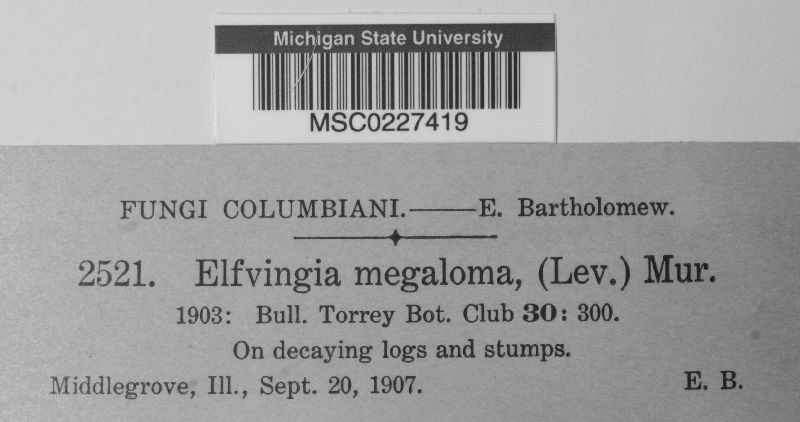 Michigan State University
MSC0227419
FUNGI COLUMBIANI.——E. Bartholomew.
2521. Elfvingia megaloma, (Lev.) Mur.
1903: Bull. Torrey Bot. Club 30: 300.
On decaying logs and stumps.
Middlegrove, Ill., Sept. 20, 1907. E. B.